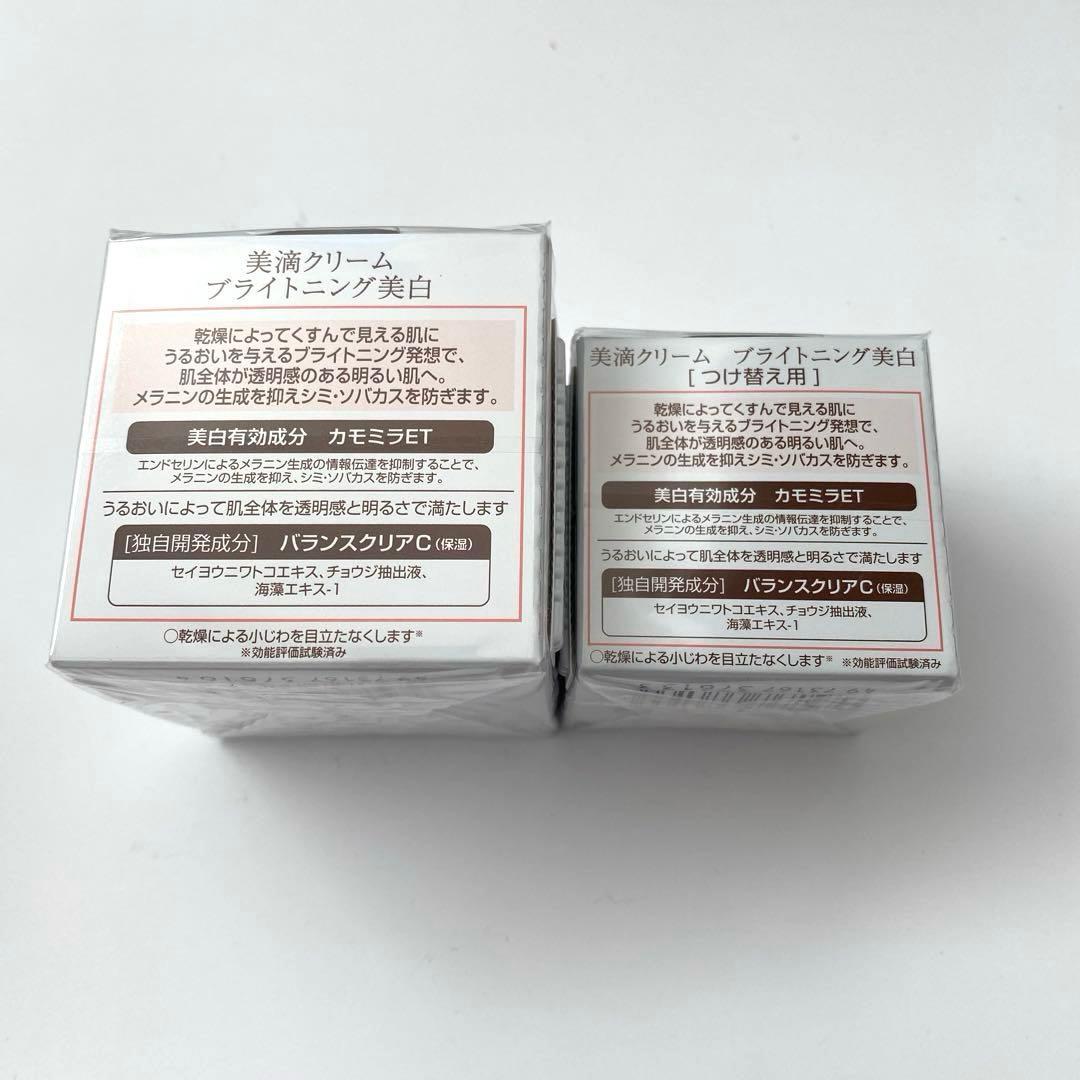 美滴クリーム
ブライトニング美白
乾燥によってくすんで見える肌に
うるおいを与えるブライトニング発想で、
肌全体が透明感のある明るい肌へ。
メラニンの生成を抑えシミ・ソバカスを防ぎます。
美白有効成分 カモミラET
エンドセリンによるメラニン生成の情報伝達を抑制することで、
メラニンの生成を抑え、シミ・ソバカスを防ぎます。
うるおいによって肌全体を透明感と明るさで満たします
[独自開発成分] バランスクリアC(保湿)
セイヨウニワトコエキス、チョウジ抽出液、
海藻エキス-1
○乾燥による小じわを目立たなくします※
※効能評価試験済み
美滴クリーム ブライトニング美白
[つけ替え用]
乾燥によってくすんで見える肌に
うるおいを与えるブライトニング発想で、
肌全体が透明感のある明るい肌へ。
メラニンの生成を抑えシミ・ソバカスを防ぎます。
美白有効成分 カモミラET
エンドセリンによるメラニン生成の情報伝達を抑制することで、
メラニンの生成を抑え、シミ・ソバカスを防ぎます。
うるおいによって肌全体を透明感と明るさで満たします
[独自開発成分] バランスクリアC(保湿)
セイヨウニワトコエキス、チョウジ抽出液、
海藻エキス-1
○乾燥による小じわを目立たなくします※ ※効能評価試験済み